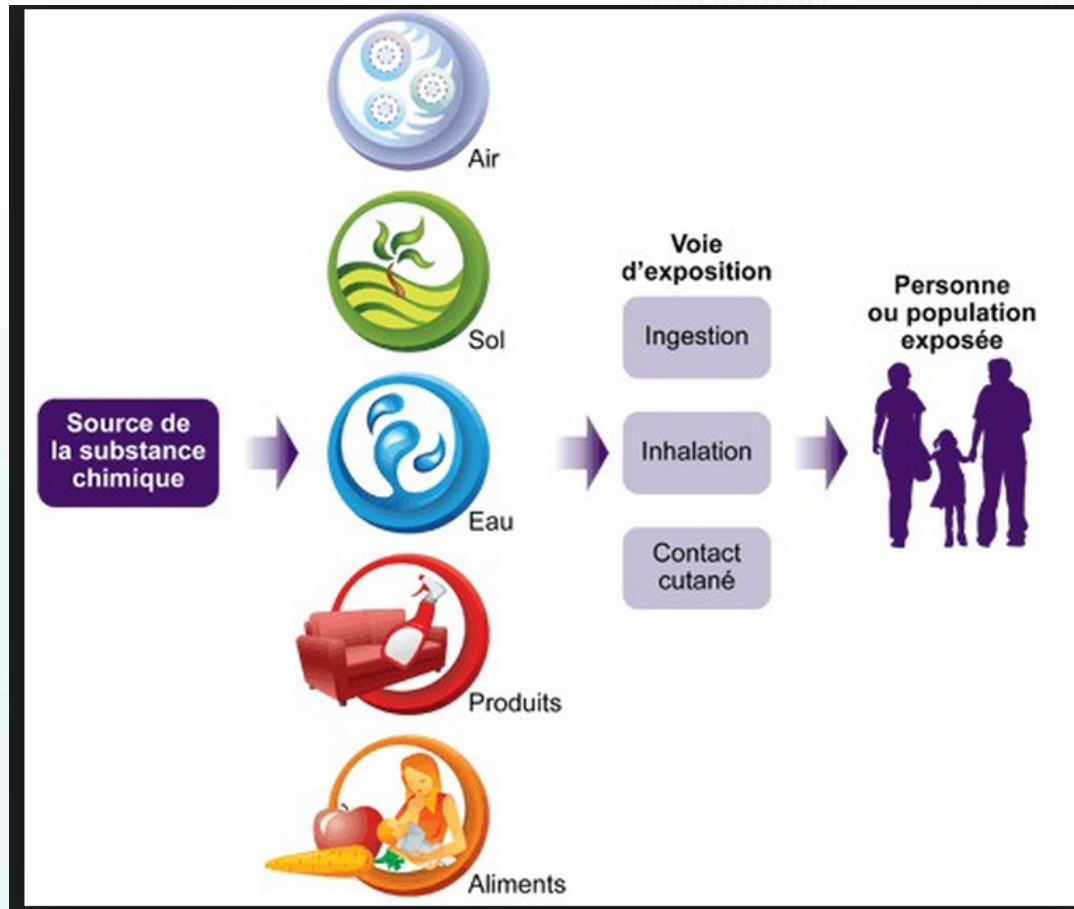 Source de
la substance
chimique
Air
Sol
Eau
Produits
Aliments
Voie
d'exposition
Ingestion
Inhalation
Contact
cutané
Personne
ou population
exposée